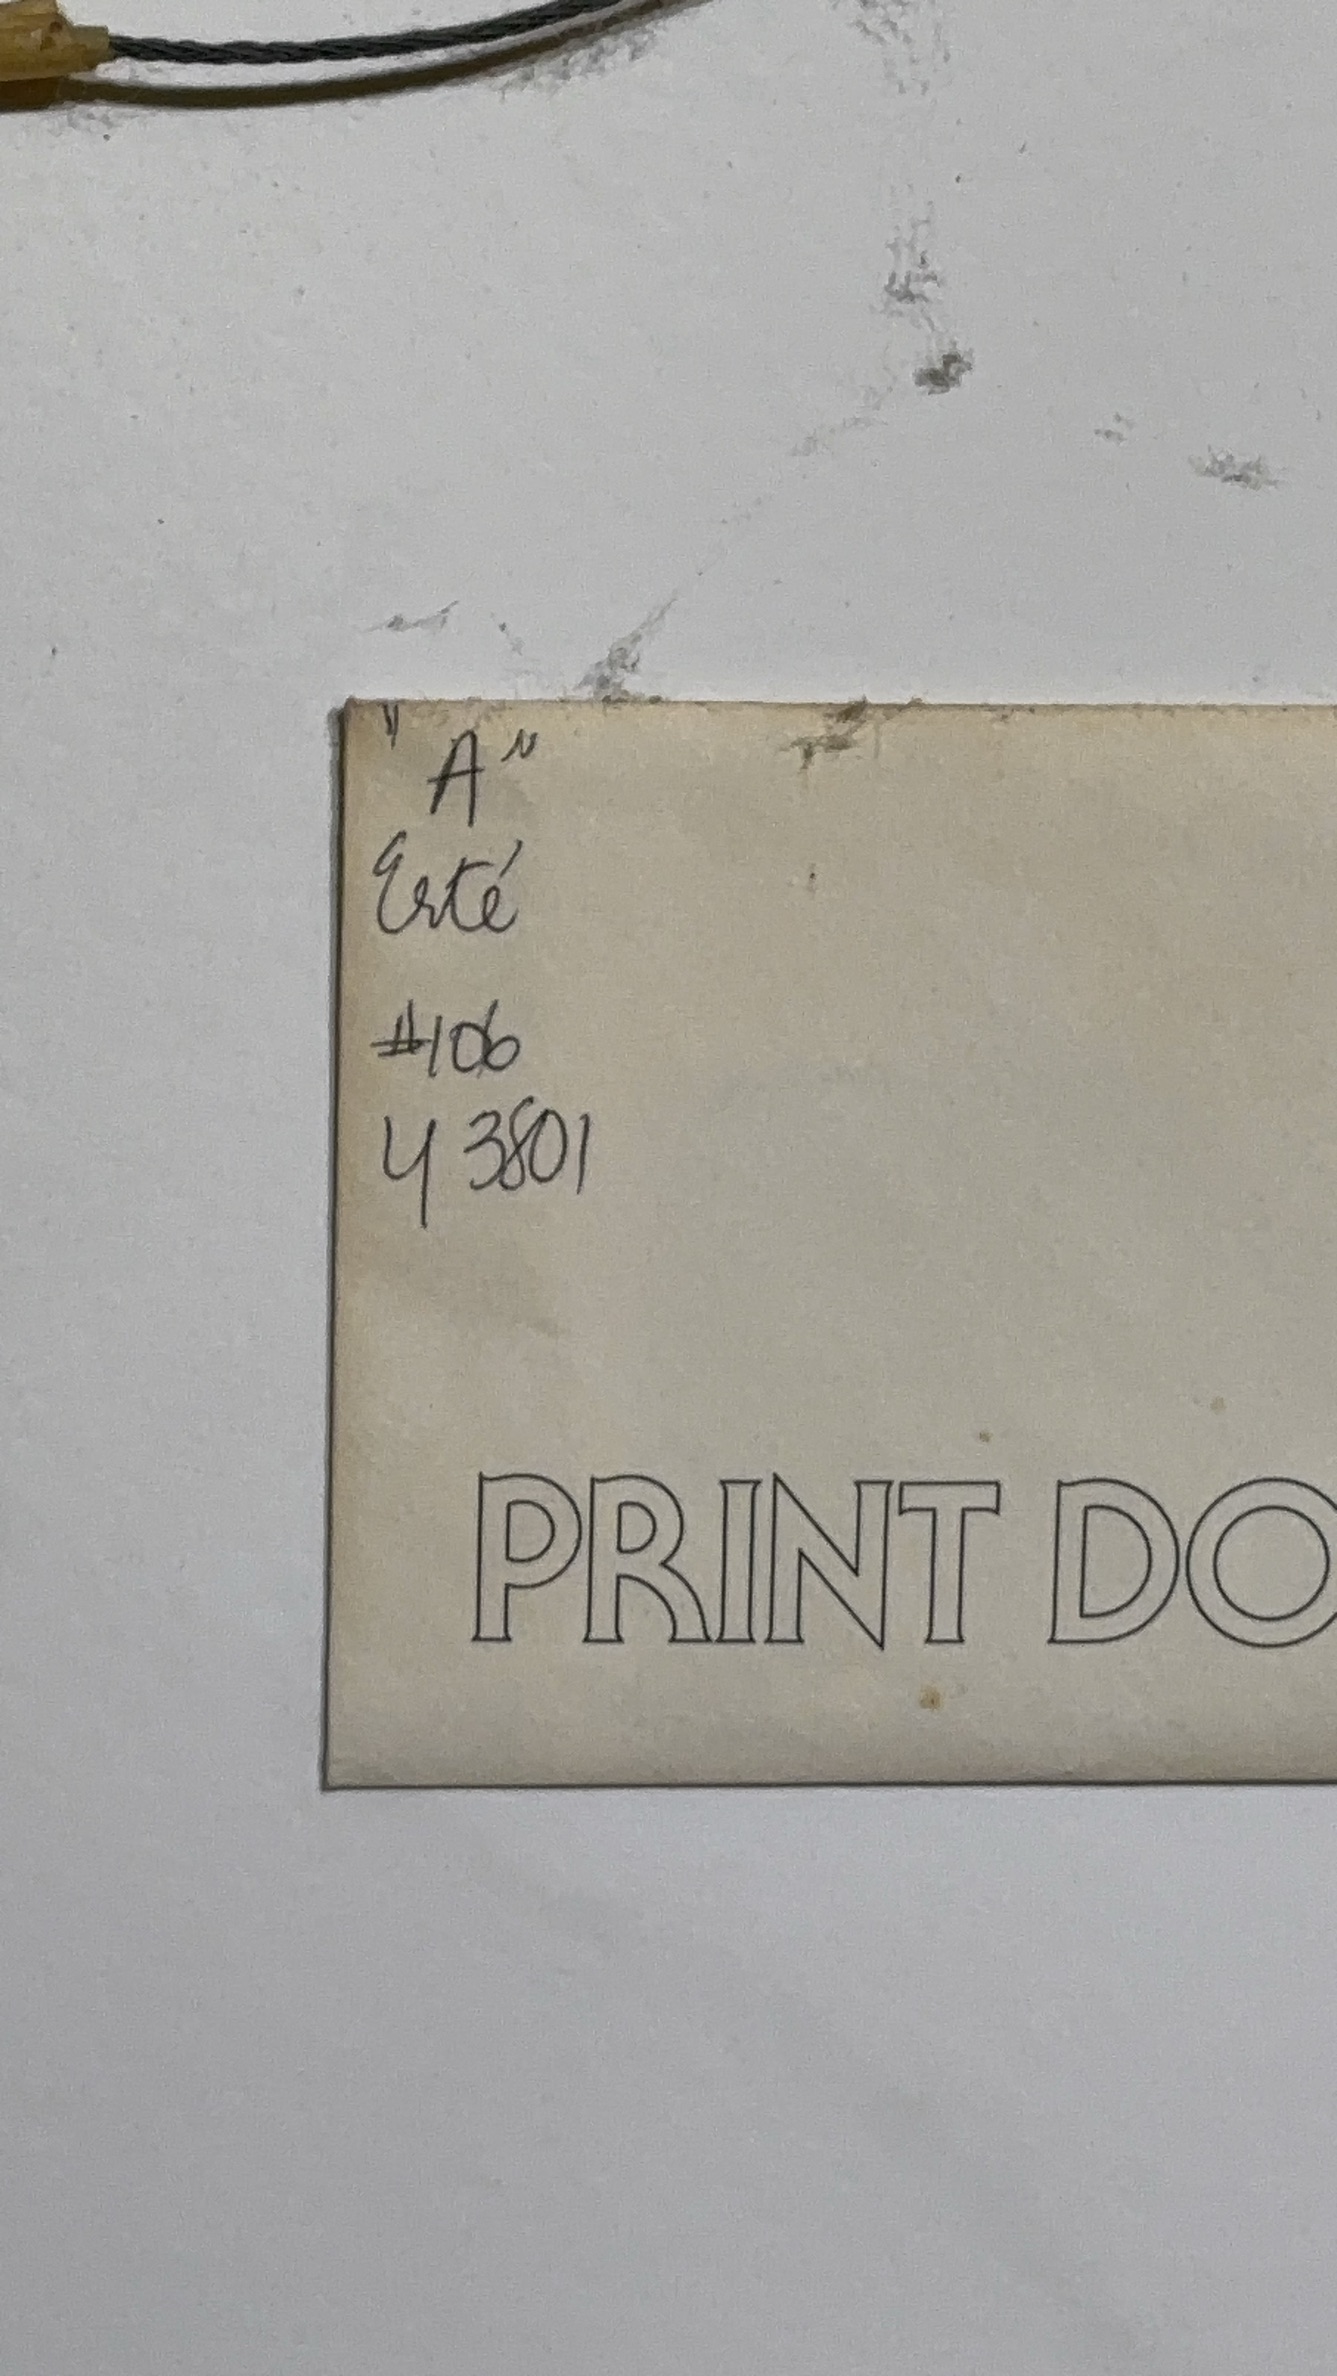 "A"
Erté
#106
Y 3801
PRINT DO